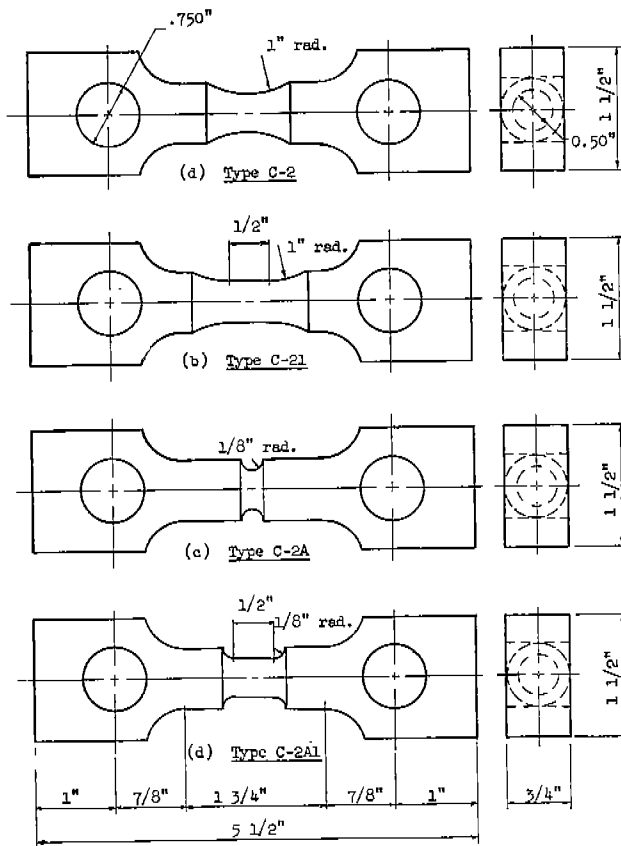 .750"
1" rad.
1 1/2"
0.50"
(d) Type C-2
1/2"
1" rad.
1 1/2"
(b) Type C-21
1/8" rad.
1 1/2"
(c) Type C-2A
1/2"
1/8" rad.
1 1/2"
(d) Type C-2A1
1" 7/8" 1 3/4" 7/8" 1" 3/4"
5 1/2"